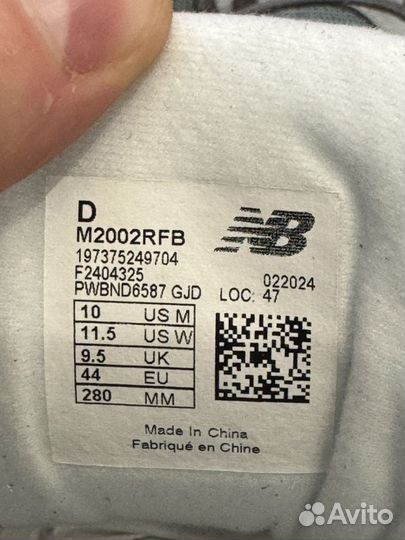 D
M2002RFB
197375249704
F2404325 022024
PWBND6587 GJD LOC: 47
10 US M
11.5 US W
9.5 UK
44 EU
280 MM
Made in China
Fabriqué en Chine
NB
Avito